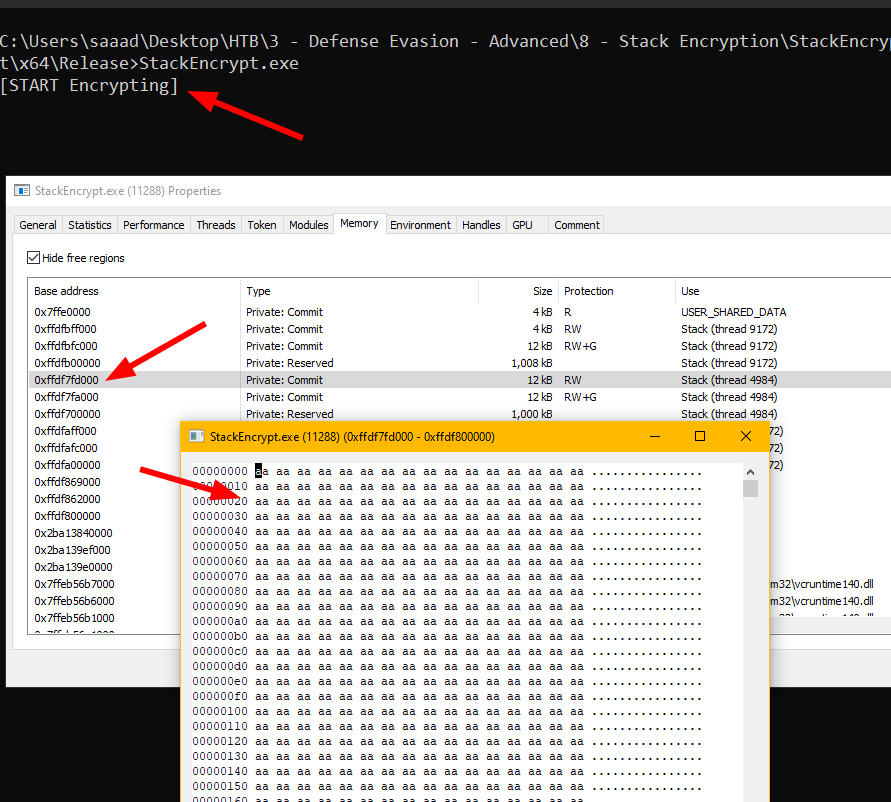 C:\Users\saaad\Desktop\HTB\3 - Defense Evasion - Advanced\8 - Stack Encryption\StackEncryp
t\x64\Release>StackEncrypt.exe
[START Encrypting]
StackEncrypt.exe (11288) Properties
General Statistics Performance Threads Token Modules Memory Environment Handles GPU Comment
Hide free regions
Base address Type Size Protection Use
0x7ffe0000 Private: Commit 4 kB R USER_SHARED_DATA
0xffdfbff000 Private: Commit 4 kB RW Stack (thread 9172)
0xffdfbfc000 Private: Commit 12 kB RW+G Stack (thread 9172)
0xffdfb00000 Private: Reserved 1,008 kB Stack (thread 9172)
0xffdf7fd000 Private: Commit 12 kB RW Stack (thread 4984)
0xffdf7fa000 Private: Commit 12 kB RW+G Stack (thread 4984)
0xffdf700000 Private: Reserved 1,000 kB Stack (thread 4984)
0xffdfaff000 72)
0xffdfafc000 72)
0xffdfa00000 72)
0xffdf869000
0xffdf862000
0xffdf800000
0x2ba13840000
0x2ba139ef000
0x2ba139e0000
0x7ffeb56b7000 m32\vcruntime140.dll
0x7ffeb56b6000 m32\vcruntime140.dll
0x7ffeb56b1000
StackEncrypt.exe (11288) (0xffdf7fd000 - 0xffdf800000)
00000000 aa aa aa aa aa aa aa aa aa aa aa aa aa aa aa aa ................
00000010 aa aa aa aa aa aa aa aa aa aa aa aa aa aa aa aa ................
00000020 aa aa aa aa aa aa aa aa aa aa aa aa aa aa aa aa ................
00000030 aa aa aa aa aa aa aa aa aa aa aa aa aa aa aa aa ................
00000040 aa aa aa aa aa aa aa aa aa aa aa aa aa aa aa aa ................
00000050 aa aa aa aa aa aa aa aa aa aa aa aa aa aa aa aa ................
00000060 aa aa aa aa aa aa aa aa aa aa aa aa aa aa aa aa ................
00000070 aa aa aa aa aa aa aa aa aa aa aa aa aa aa aa aa ................
00000080 aa aa aa aa aa aa aa aa aa aa aa aa aa aa aa aa ................
00000090 aa aa aa aa aa aa aa aa aa aa aa aa aa aa aa aa ................
000000a0 aa aa aa aa aa aa aa aa aa aa aa aa aa aa aa aa ................
000000b0 aa aa aa aa aa aa aa aa aa aa aa aa aa aa aa aa ................
000000c0 aa aa aa aa aa aa aa aa aa aa aa aa aa aa aa aa ................
000000d0 aa aa aa aa aa aa aa aa aa aa aa aa aa aa aa aa ................
000000e0 aa aa aa aa aa aa aa aa aa aa aa aa aa aa aa aa ................
000000f0 aa aa aa aa aa aa aa aa aa aa aa aa aa aa aa aa ................
00000100 aa aa aa aa aa aa aa aa aa aa aa aa aa aa aa aa ................
00000110 aa aa aa aa aa aa aa aa aa aa aa aa aa aa aa aa ................
00000120 aa aa aa aa aa aa aa aa aa aa aa aa aa aa aa aa ................
00000130 aa aa aa aa aa aa aa aa aa aa aa aa aa aa aa aa ................
00000140 aa aa aa aa aa aa aa aa aa aa aa aa aa aa aa aa ................
00000150 aa aa aa aa aa aa aa aa aa aa aa aa aa aa aa aa ................
00000160 aa aa aa aa aa aa aa aa aa aa aa aa aa aa aa aa ................